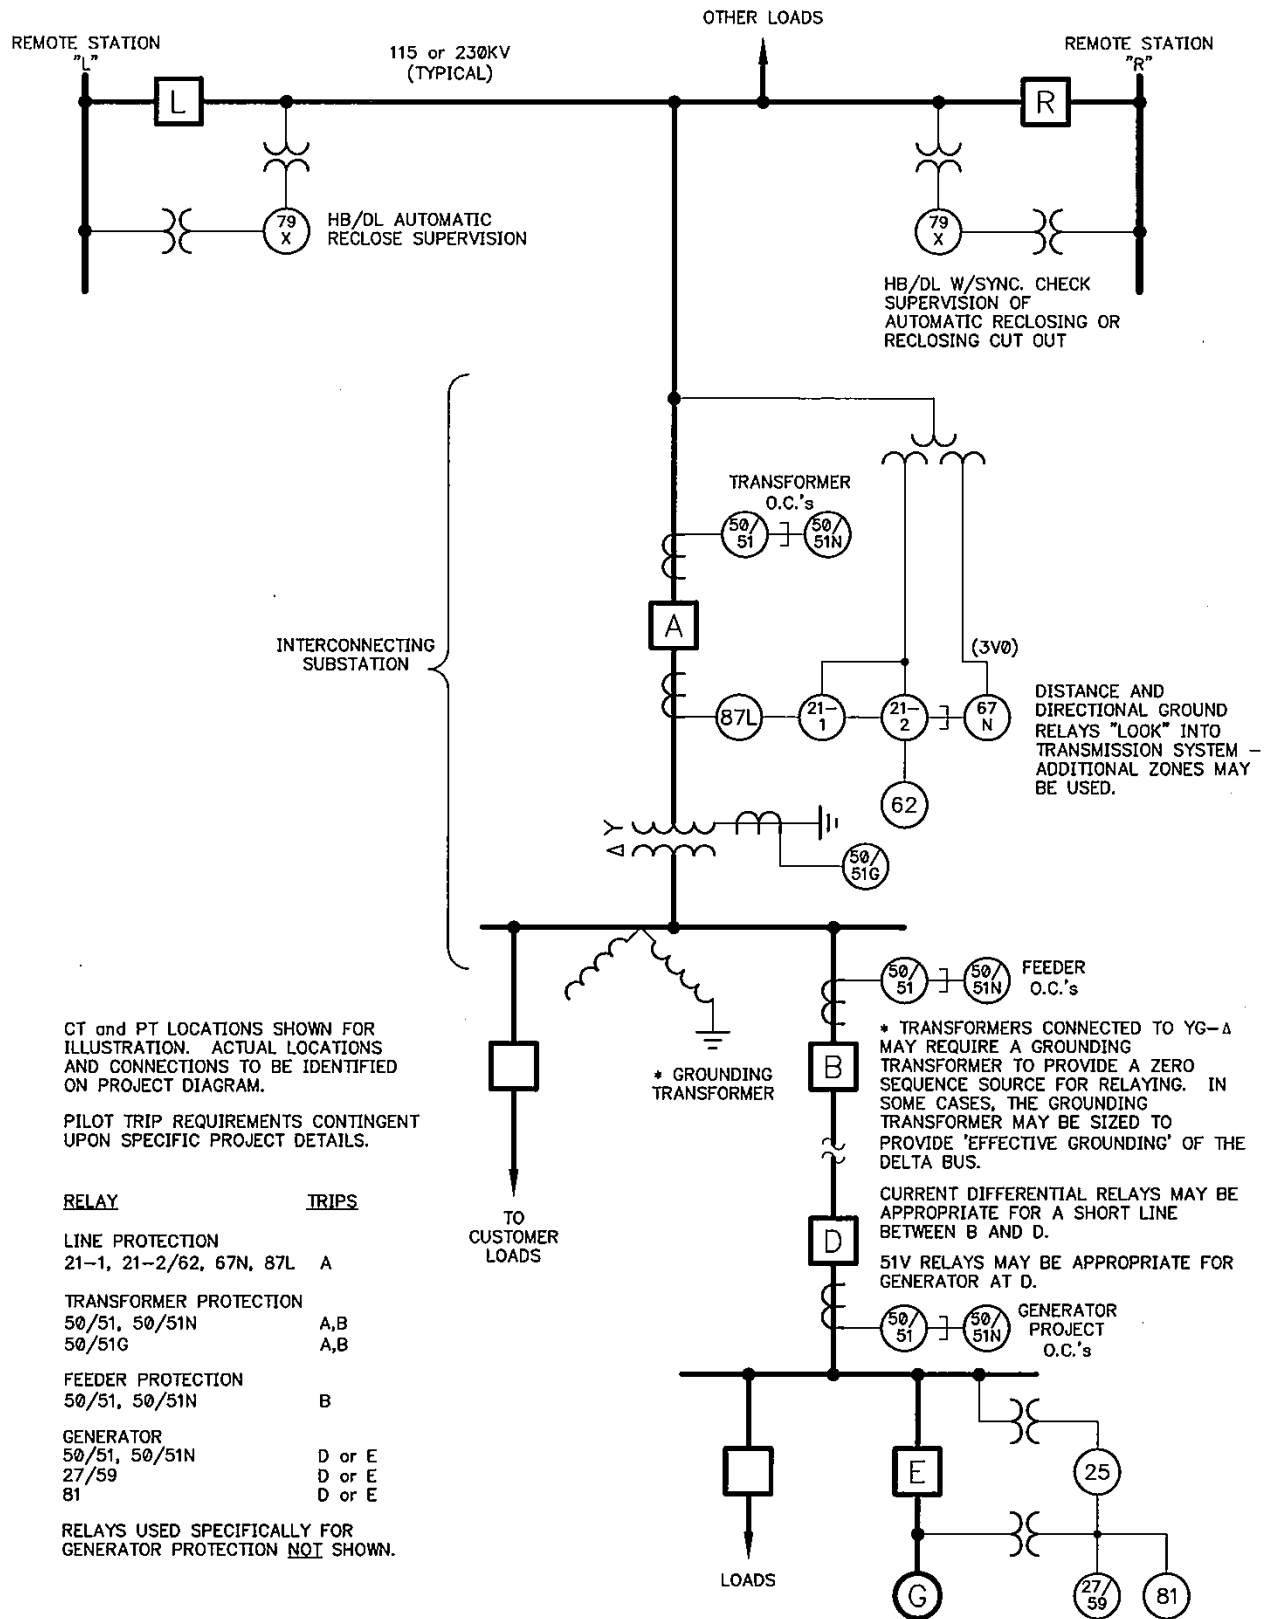 OTHER LOADS
REMOTE STATION
"L"
115 or 230KV
(TYPICAL)
REMOTE STATION
"R"
L
R
79
X
HB/DL AUTOMATIC
RECLOSE SUPERVISION
79
X
HB/DL W/SYNC. CHECK
SUPERVISION OF
AUTOMATIC RECLOSING OR
RECLOSING CUT OUT
TRANSFORMER
O.C.'s
50/
51
50/
51N
A
INTERCONNECTING
SUBSTATION
(3VØ)
87L
21-
1
21-
2
67
N
62
DISTANCE AND
DIRECTIONAL GROUND
RELAYS "LOOK" INTO
TRANSMISSION SYSTEM –
ADDITIONAL ZONES MAY
BE USED.
Y
Δ
50/
51G
50/
51
50/
51N
FEEDER
O.C.'s
CT and PT LOCATIONS SHOWN FOR
ILLUSTRATION. ACTUAL LOCATIONS
AND CONNECTIONS TO BE IDENTIFIED
ON PROJECT DIAGRAM.
PILOT TRIP REQUIREMENTS CONTINGENT
UPON SPECIFIC PROJECT DETAILS.
* GROUNDING
TRANSFORMER
B
* TRANSFORMERS CONNECTED TO YG-Δ
MAY REQUIRE A GROUNDING
TRANSFORMER TO PROVIDE A ZERO
SEQUENCE SOURCE FOR RELAYING. IN
SOME CASES, THE GROUNDING
TRANSFORMER MAY BE SIZED TO
PROVIDE 'EFFECTIVE GROUNDING' OF THE
DELTA BUS.
CURRENT DIFFERENTIAL RELAYS MAY BE
APPROPRIATE FOR A SHORT LINE
BETWEEN B AND D.
51V RELAYS MAY BE APPROPRIATE FOR
GENERATOR AT D.
TO
CUSTOMER
LOADS
D
50/
51
50/
51N
GENERATOR
PROJECT
O.C.'s
RELAY TRIPS
LINE PROTECTION
21-1, 21-2/62, 67N, 87L A
TRANSFORMER PROTECTION
50/51, 50/51N A,B
50/51G A,B
FEEDER PROTECTION
50/51, 50/51N B
GENERATOR
50/51, 50/51N D or E
27/59 D or E
81 D or E
RELAYS USED SPECIFICALLY FOR
GENERATOR PROTECTION NOT SHOWN.
E
25
LOADS
G
27/
59
81